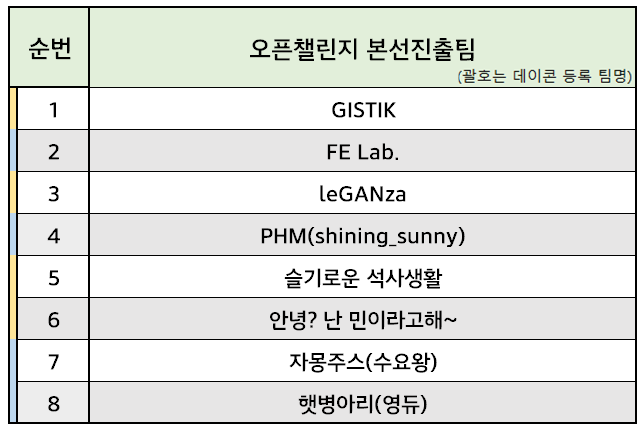 순번 오픈챌린지 본선진출팀
(괄호는 데이콘 등록 팀명)
1 GISTIK
2 FE Lab.
3 leGANza
4 PHM(shining_sunny)
5 슬기로운 석사생활
6 안녕? 난 민이라고해~
7 자몽주스(수요왕)
8 햇병아리(영듀)